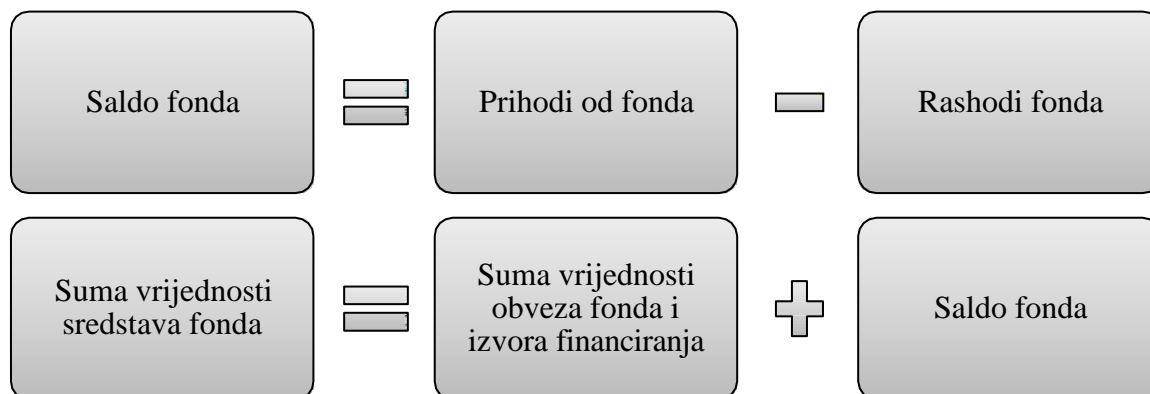 Saldo fonda
Prihodi od fonda
Rashodi fonda
Suma vrijednosti
sredstava fonda
Suma vrijednosti
obveza fonda i
izvora financiranja
Saldo fonda